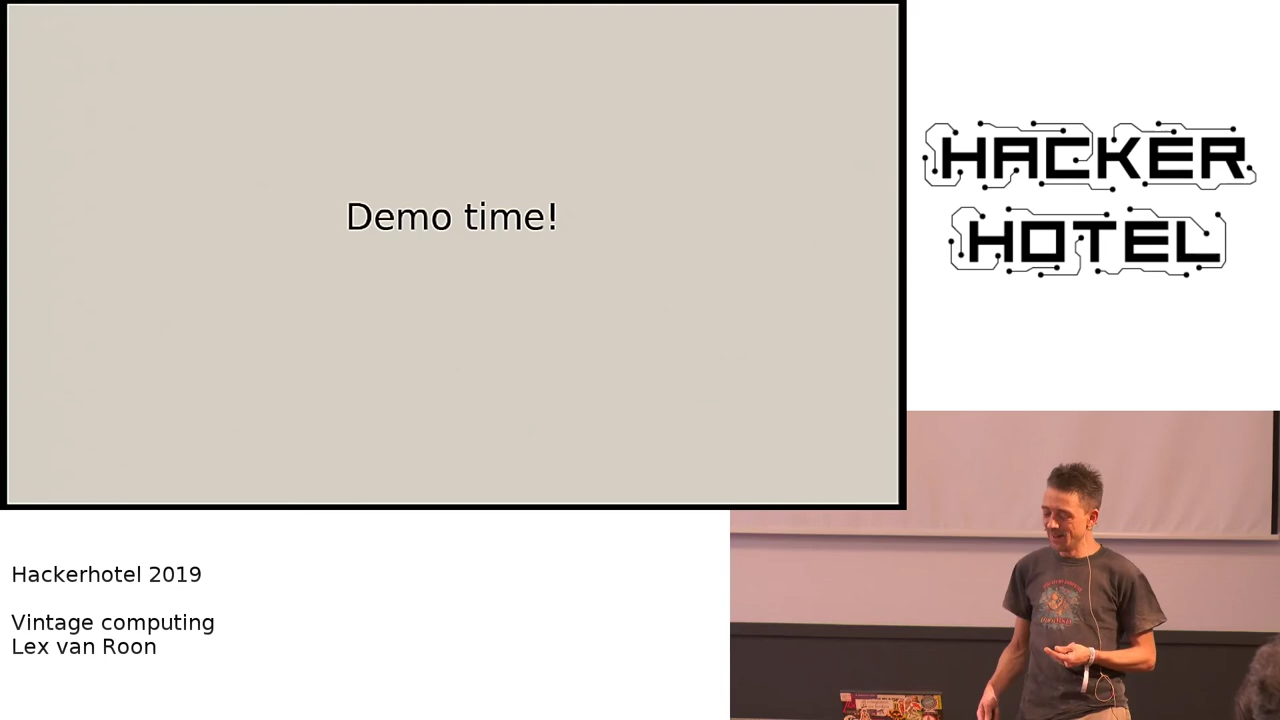 Demo time!
HACKER
HOTEL
Hackerhotel 2019
Vintage computing
Lex van Roon